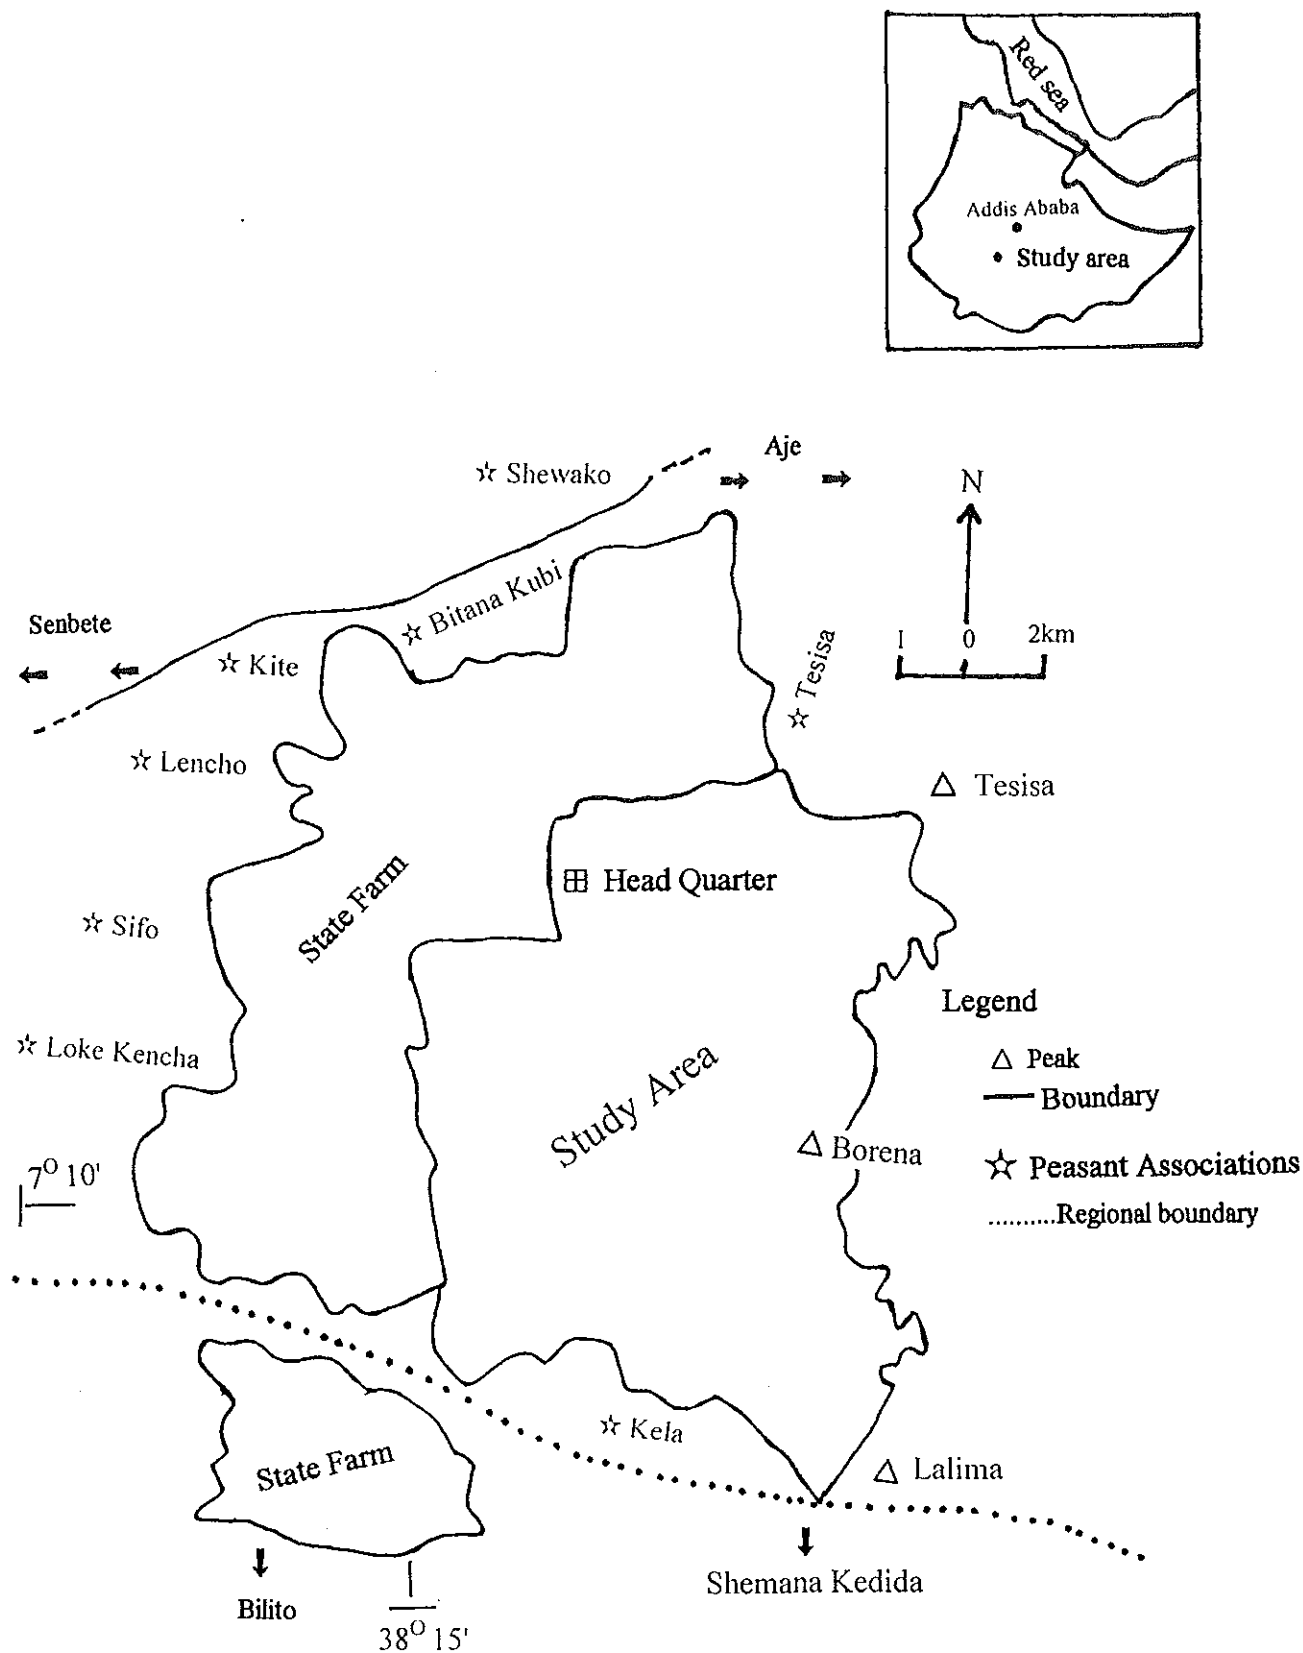 Red sea
Addis Ababa
Study area
Aje
Shewako
N
Bitana Kubi
Senbete
1 0 2km
Kite
Tesisa
Lencho
Tesisa
State Farm
Head Quarter
Sifo
Legend
Loke Kencha
Peak
Study Area
Boundary
Borena
Peasant Associations
7° 10'
Regional boundary
Kela
State Farm
Lalima
Shemana Kedida
Bilito
38° 15'